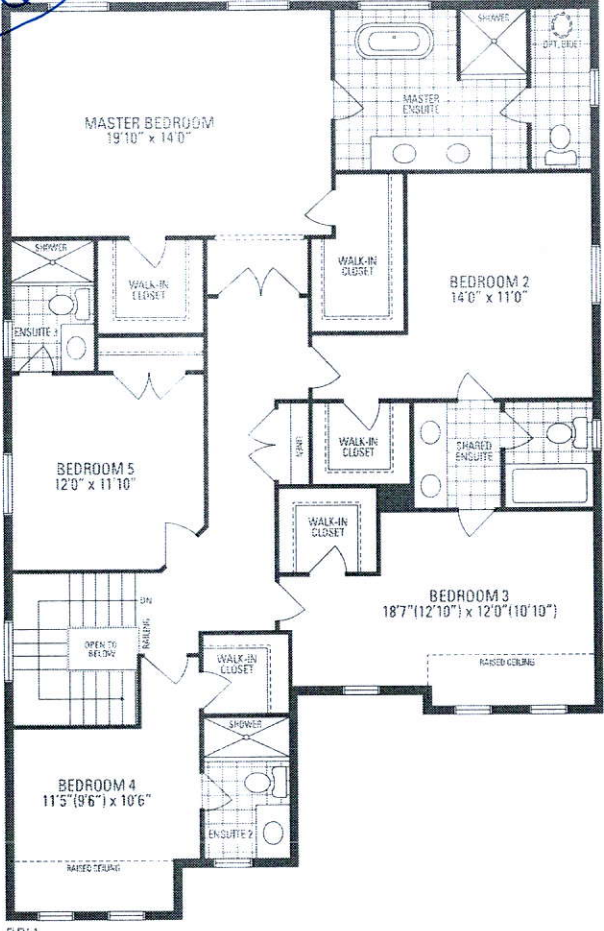 SHOWER
OPT. BIDET
MASTER
ENSUITE
MASTER BEDROOM
19'10" x 14'0"
WALK-IN
CLOSET
BEDROOM 2
14'0" x 11'0"
SHOWER
WALK-IN
CLOSET
ENSUITE
LINEN
WALK-IN
CLOSET
SHARED
ENSUITE
BEDROOM 5
12'0" x 11'10"
WALK-IN
CLOSET
BEDROOM 3
18'7"(12'10") x 12'0"(10'10")
RAISED CEILING
DN
RAILING
OPEN TO
BELOW
WALK-IN
CLOSET
SHOWER
BEDROOM 4
11'5"(9'6") x 10'6"
ENSUITE 2
RAISED CEILING